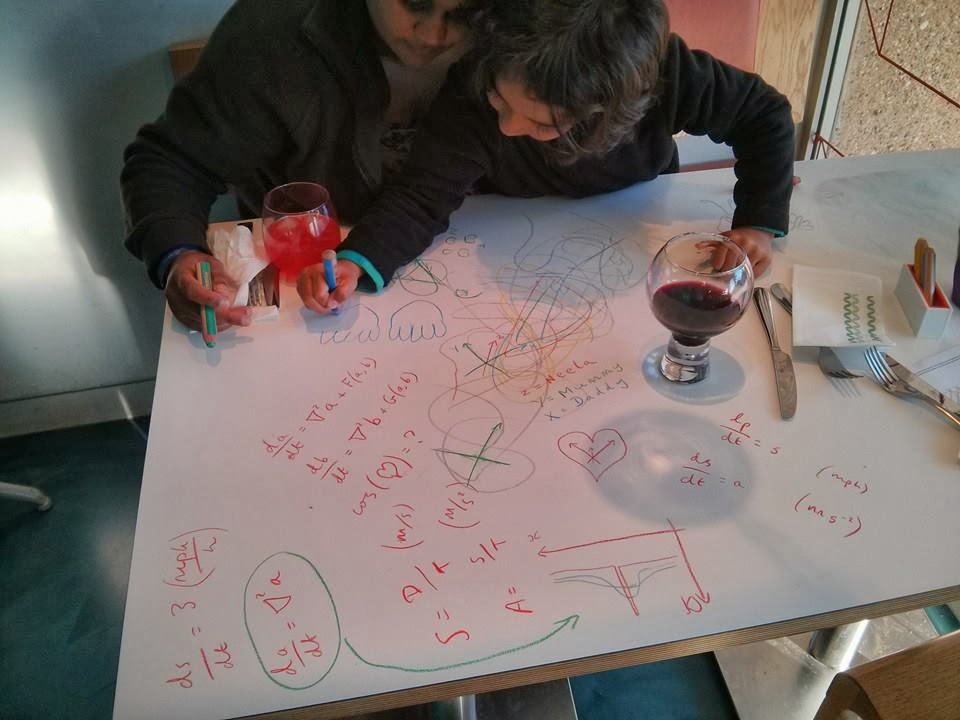 z = Neela
y = Mummy
x = Daddy
da/dt = ∇²a + F(a,b)
db/dt = ∇²b + G(a,b)
cos(♡) = ?
dp/dt = s
ds/dt = a
(mph)
(m s⁻²)
(m/s)
(m/s²)
S = D/t
A = S/t
x
ds/dt = 3 (mph/h)
da/dt = ∇²a